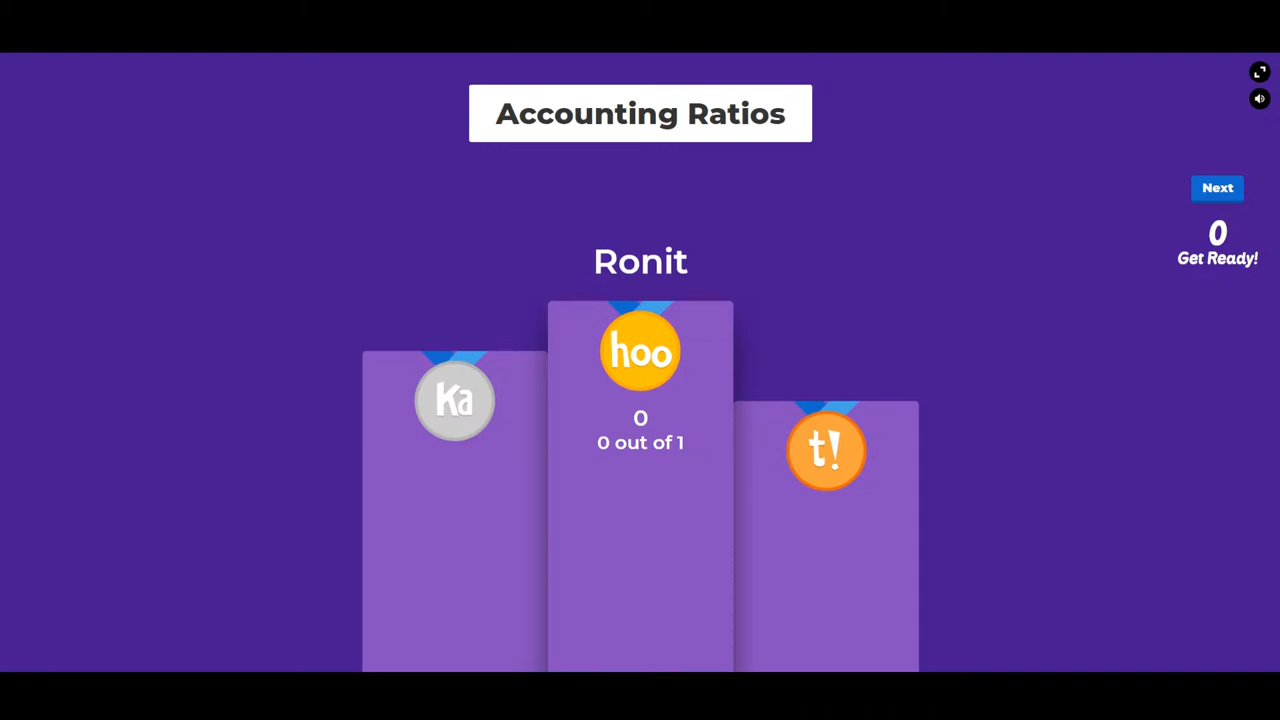 Accounting Ratios
Next
0
Get Ready!
Ronit
hoo
0
0 out of 1
Ka
t!